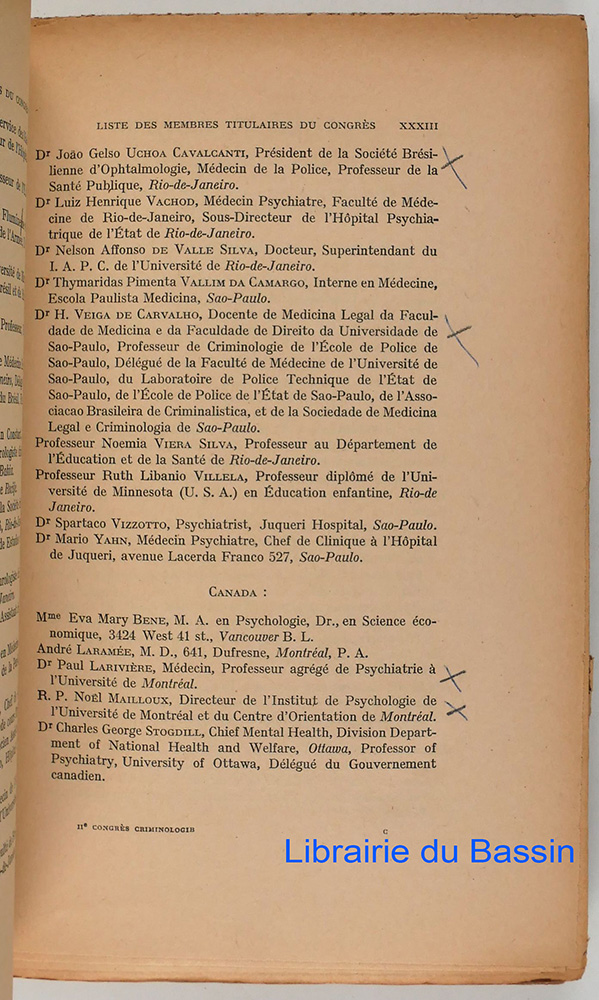 LISTE DES MEMBRES TITULAIRES DU CONGRÈS XXXIII
Dr João Gelso UCHOA CAVALCANTI, Président de la Société Brési-
lienne d'Ophtalmologie, Médecin de la Police, Professeur de la
Santé Publique, Rio-de-Janeiro.
Dr Luiz Henrique VACHOD, Médecin Psychiatre, Faculté de Méde-
cine de Rio-de-Janeiro, Sous-Directeur de l'Hôpital Psychia-
trique de l'État de Rio-de-Janeiro.
Dr Nelson Affonso DE VALLE SILVA, Docteur, Superintendant du
I. A. P. C. de l'Université de Rio-de-Janeiro.
Dr Thymaridas Pimenta VALLIM DA CAMARGO, Interne en Médecine,
Escola Paulista Medicina, Sao-Paulo.
Dr H. VEIGA DE CARVALHO, Docente de Medicina Legal da Facul-
dade de Medicina e da Faculdade de Direito da Universidade de
Sao-Paulo, Professeur de Criminologie de l'École de Police de
Sao-Paulo, Délégué de la Faculté de Médecine de l'Université de
Sao-Paulo, du Laboratoire de Police Technique de l'État de
Sao-Paulo, de l'École de Police de l'État de Sao-Paulo, de l'Asso-
ciacao Brasileira de Criminalistica, et de la Sociedade de Medicina
Legal e Criminologia de Sao-Paulo.
Professeur Noemia VIERA SILVA, Professeur au Département de
l'Éducation et de la Santé de Rio-de-Janeiro.
Professeur Ruth Libanio VILLELA, Professeur diplômé de l'Uni-
versité de Minnesota (U. S. A.) en Éducation enfantine, Rio-de
Janeiro.
Dr Spartaco VIZZOTTO, Psychiatrist, Juqueri Hospital, Sao-Paulo.
Dr Mario YAHN, Médecin Psychiatre, Chef de Clinique à l'Hôpital
de Juqueri, avenue Lacerda Franco 527, Sao-Paulo.
CANADA :
Mme Eva Mary BENE, M. A. en Psychologie, Dr., en Science éco-
nomique, 3424 West 41 st., Vancouver B. L.
André LARAMÉE, M. D., 641, Dufresne, Montréal, P. A.
Dr Paul LARIVIÈRE, Médecin, Professeur agrégé de Psychiatrie à
l'Université de Montréal.
R. P. Noël MAILLOUX, Directeur de l'Institut de Psychologie de
l'Université de Montréal et du Centre d'Orientation de Montréal.
Dr Charles George STOGDILL, Chief Mental Health, Division Depart-
ment of National Health and Welfare, Ottawa, Professor of
Psychiatry, University of Ottawa, Délégué du Gouvernement
canadien.
IIe CONGRÈS CRIMINOLOGIE C
Librairie du Bassin